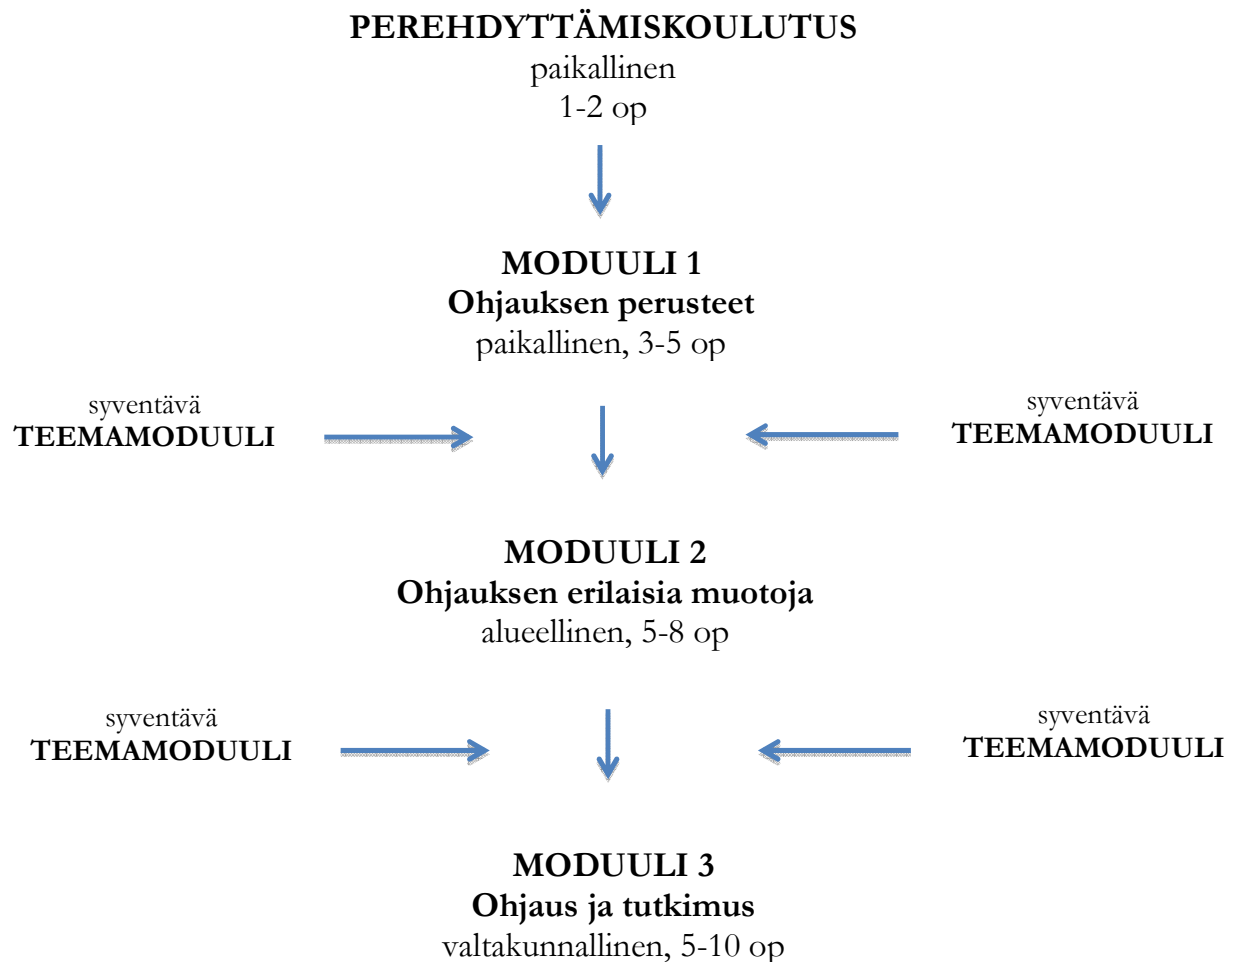 PEREHDYTTÄMISKOULUTUS
paikallinen
1-2 op
MODUULI 1
Ohjauksen perusteet
paikallinen, 3-5 op
syventävä
TEEMAMODUULI
syventävä
TEEMAMODUULI
MODUULI 2
Ohjauksen erilaisia muotoja
alueellinen, 5-8 op
syventävä
TEEMAMODUULI
syventävä
TEEMAMODUULI
MODUULI 3
Ohjaus ja tutkimus
valtakunnallinen, 5-10 op